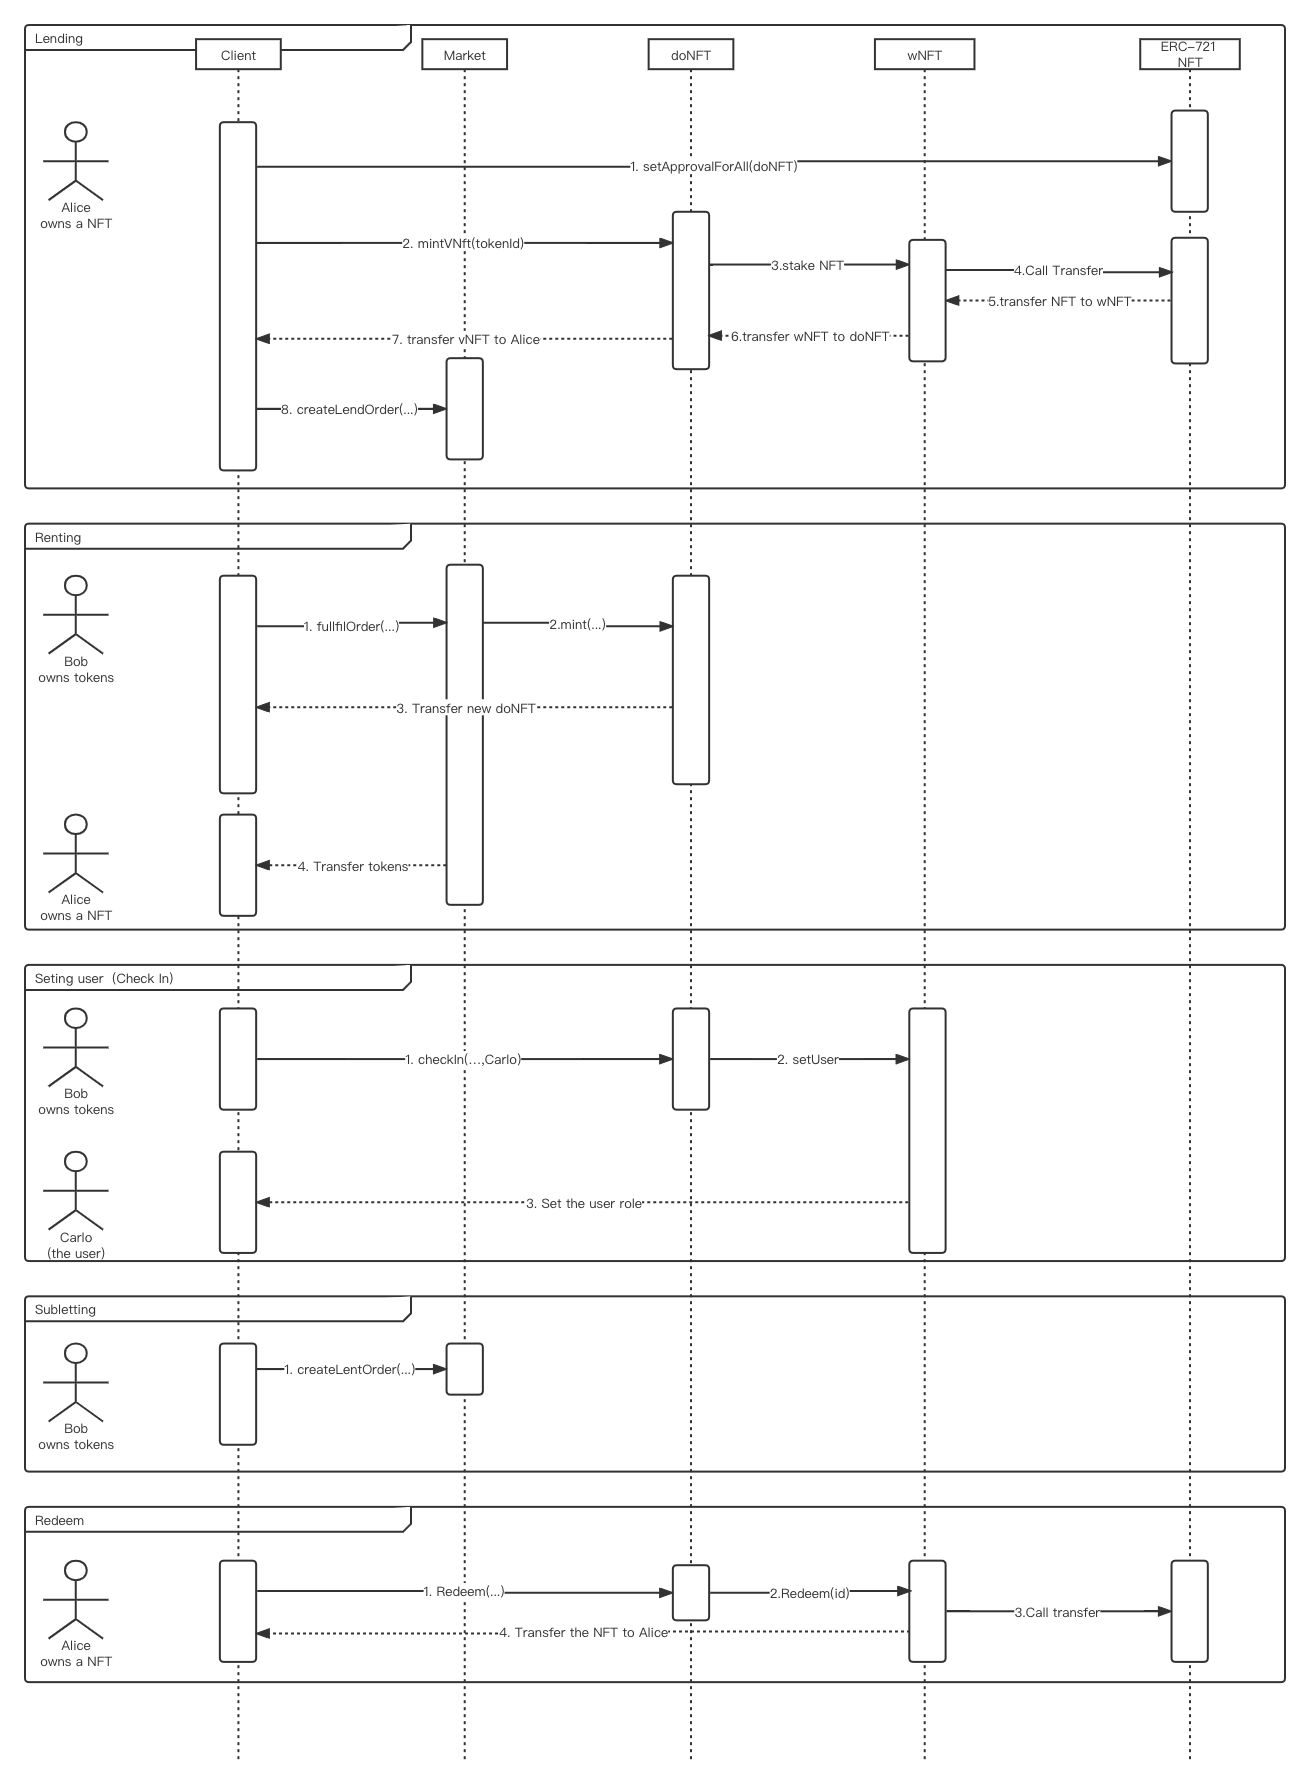 Lending
Client
Market
doNFT
wNFT
ERC-721
NFT
1. setApprovalForAll(doNFT)
Alice
owns a NFT
2. mintVNft(tokenId)
3.stake NFT
4.Call Transfer
5.transfer NFT to wNFT
6.transfer wNFT to doNFT
7. transfer vNFT to Alice
8. createLendOrder(...)
Renting
1. fullfilOrder(...)
2.mint(...)
Bob
owns tokens
3. Transfer new doNFT
4. Transfer tokens
Alice
owns a NFT
Seting user（Check In）
1. checkIn(...,Carlo)
2. setUser
Bob
owns tokens
3. Set the user role
Carlo
(the user)
Subletting
1. createLentOrder(...)
Bob
owns tokens
Redeem
1. Redeem(...)
2.Redeem(id)
3.Call transfer
4. Transfer the NFT to Alice
Alice
owns a NFT